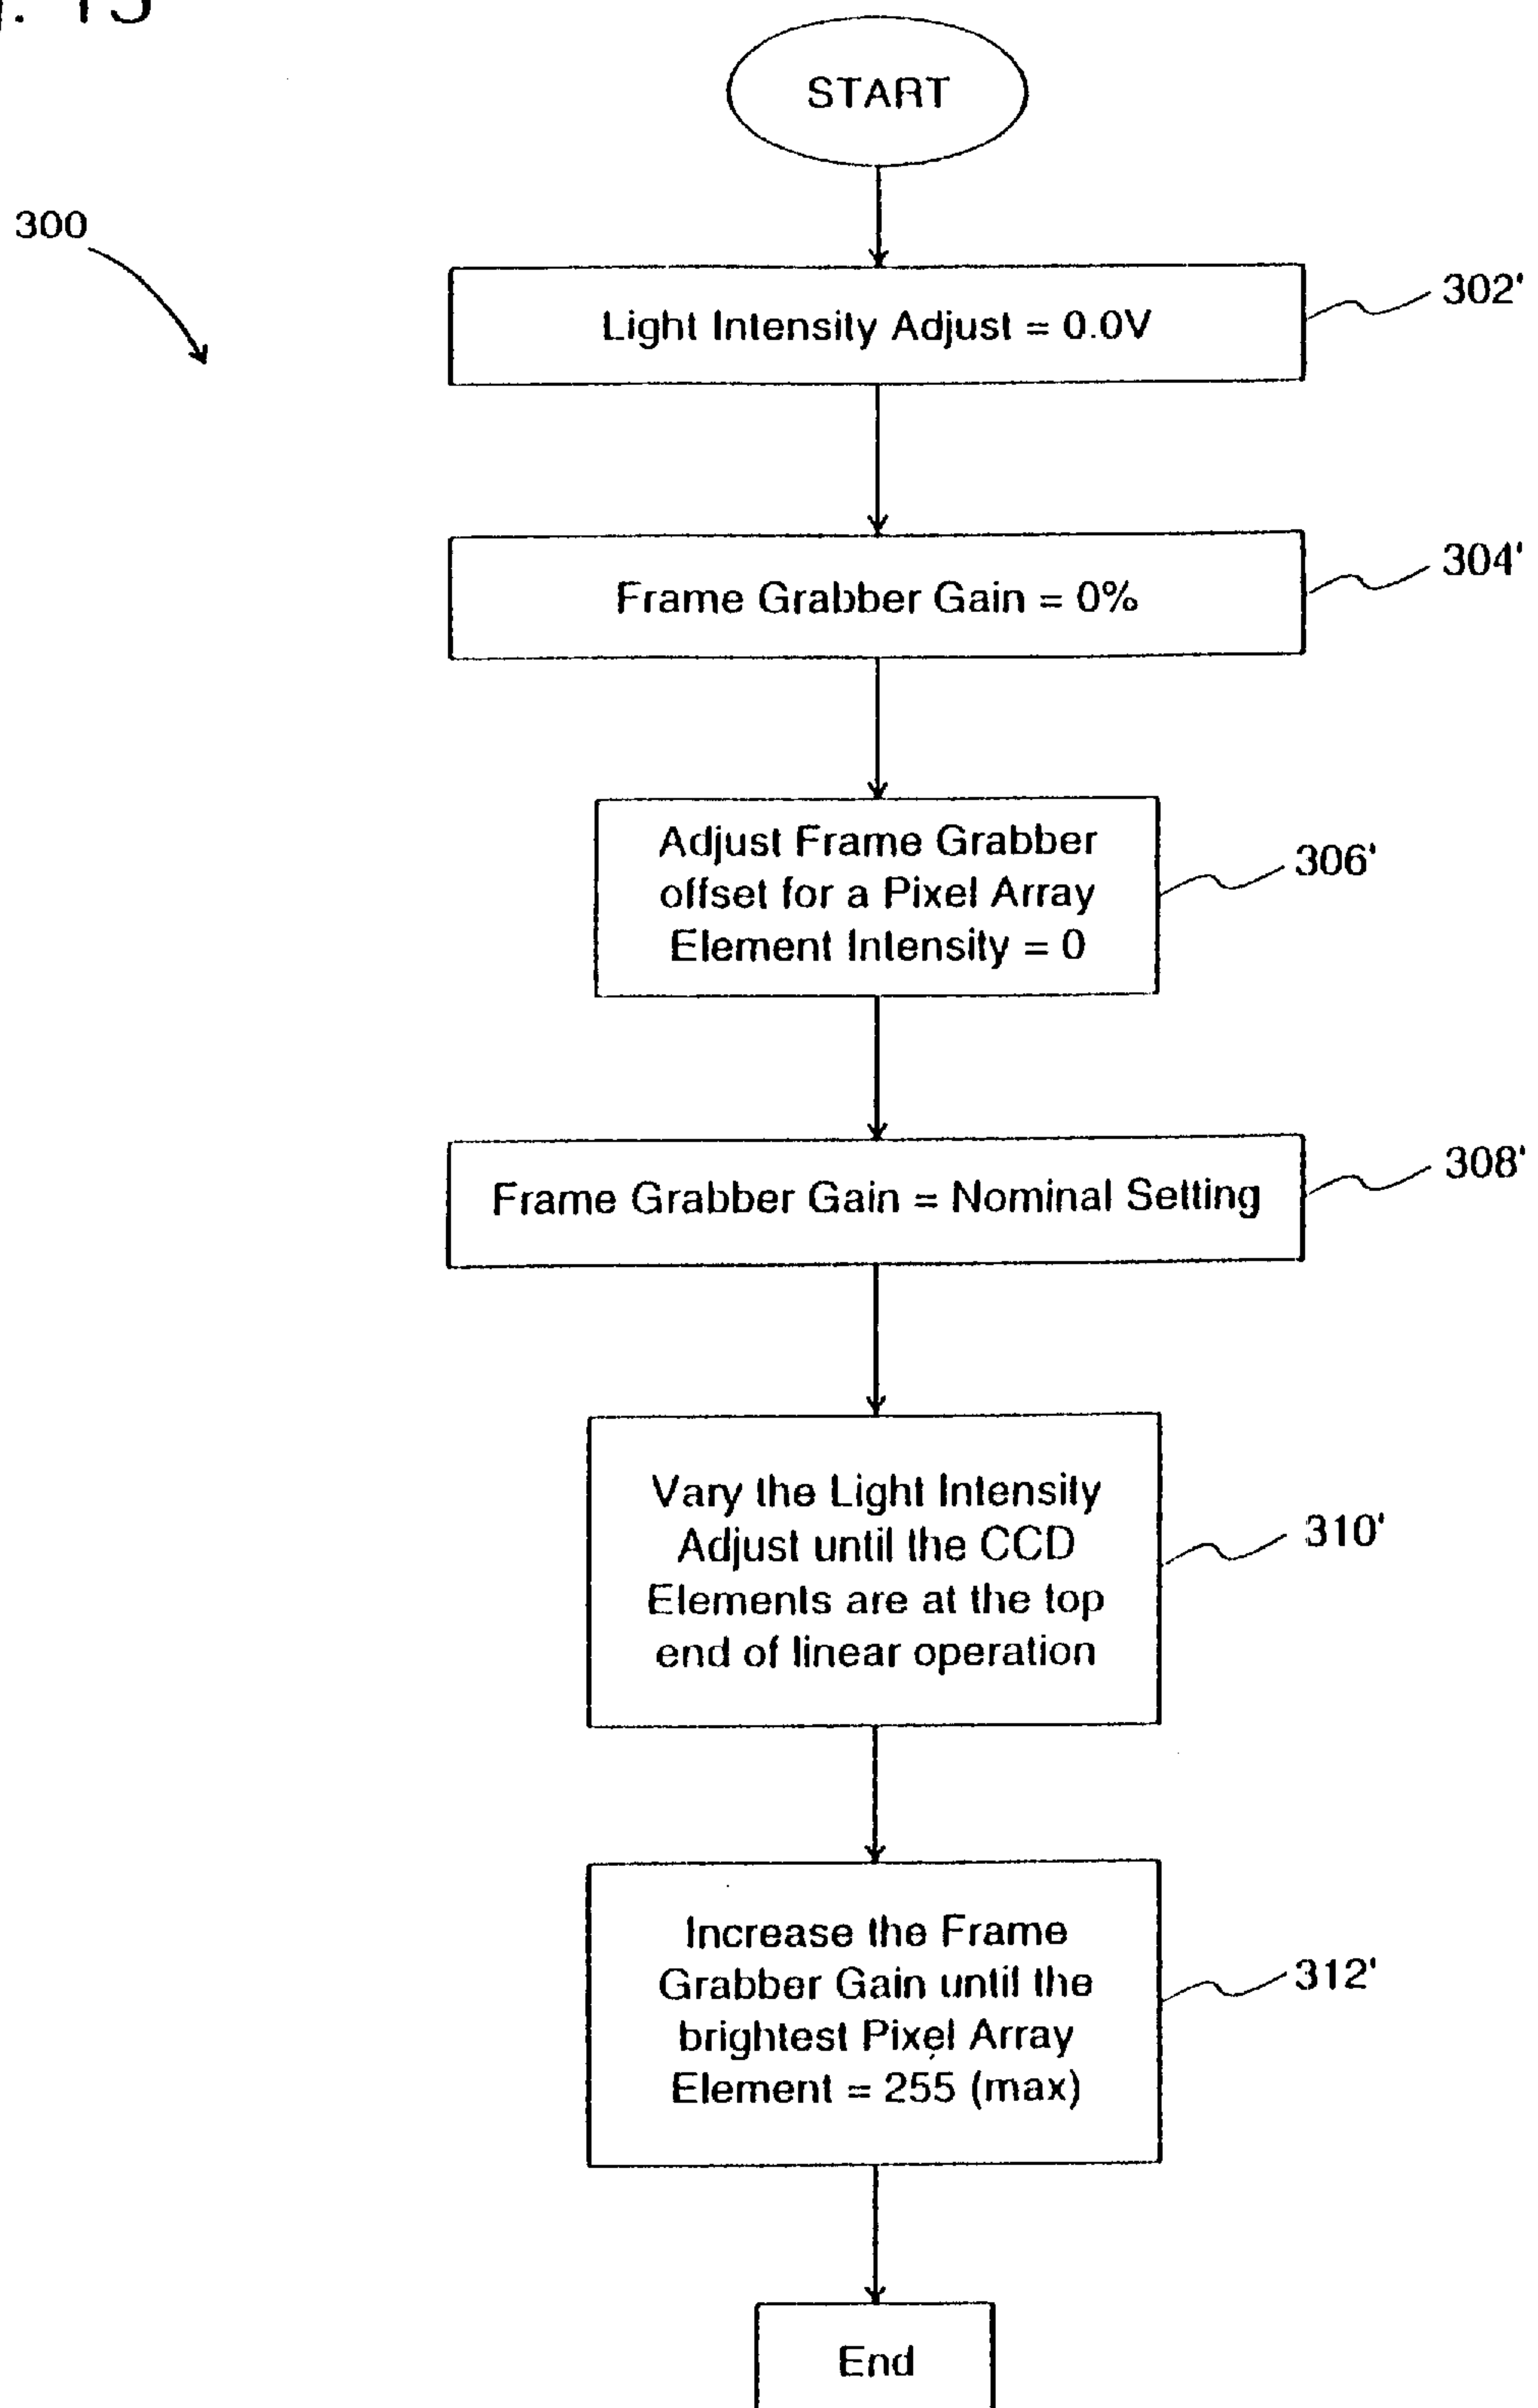 . 15
START
300
302'
Light Intensity Adjust = 0.0V
304'
Frame Grabber Gain = 0%
Adjust Frame Grabber
offset for a Pixel Array
Element Intensity = 0
306'
308'
Frame Grabber Gain = Nominal Setting
Vary the Light Intensity
Adjust until the CCD
Elements are at the top
end of linear operation
310'
Increase the Frame
Grabber Gain until the
brightest Pixel Array
Element = 255 (max)
312'
End